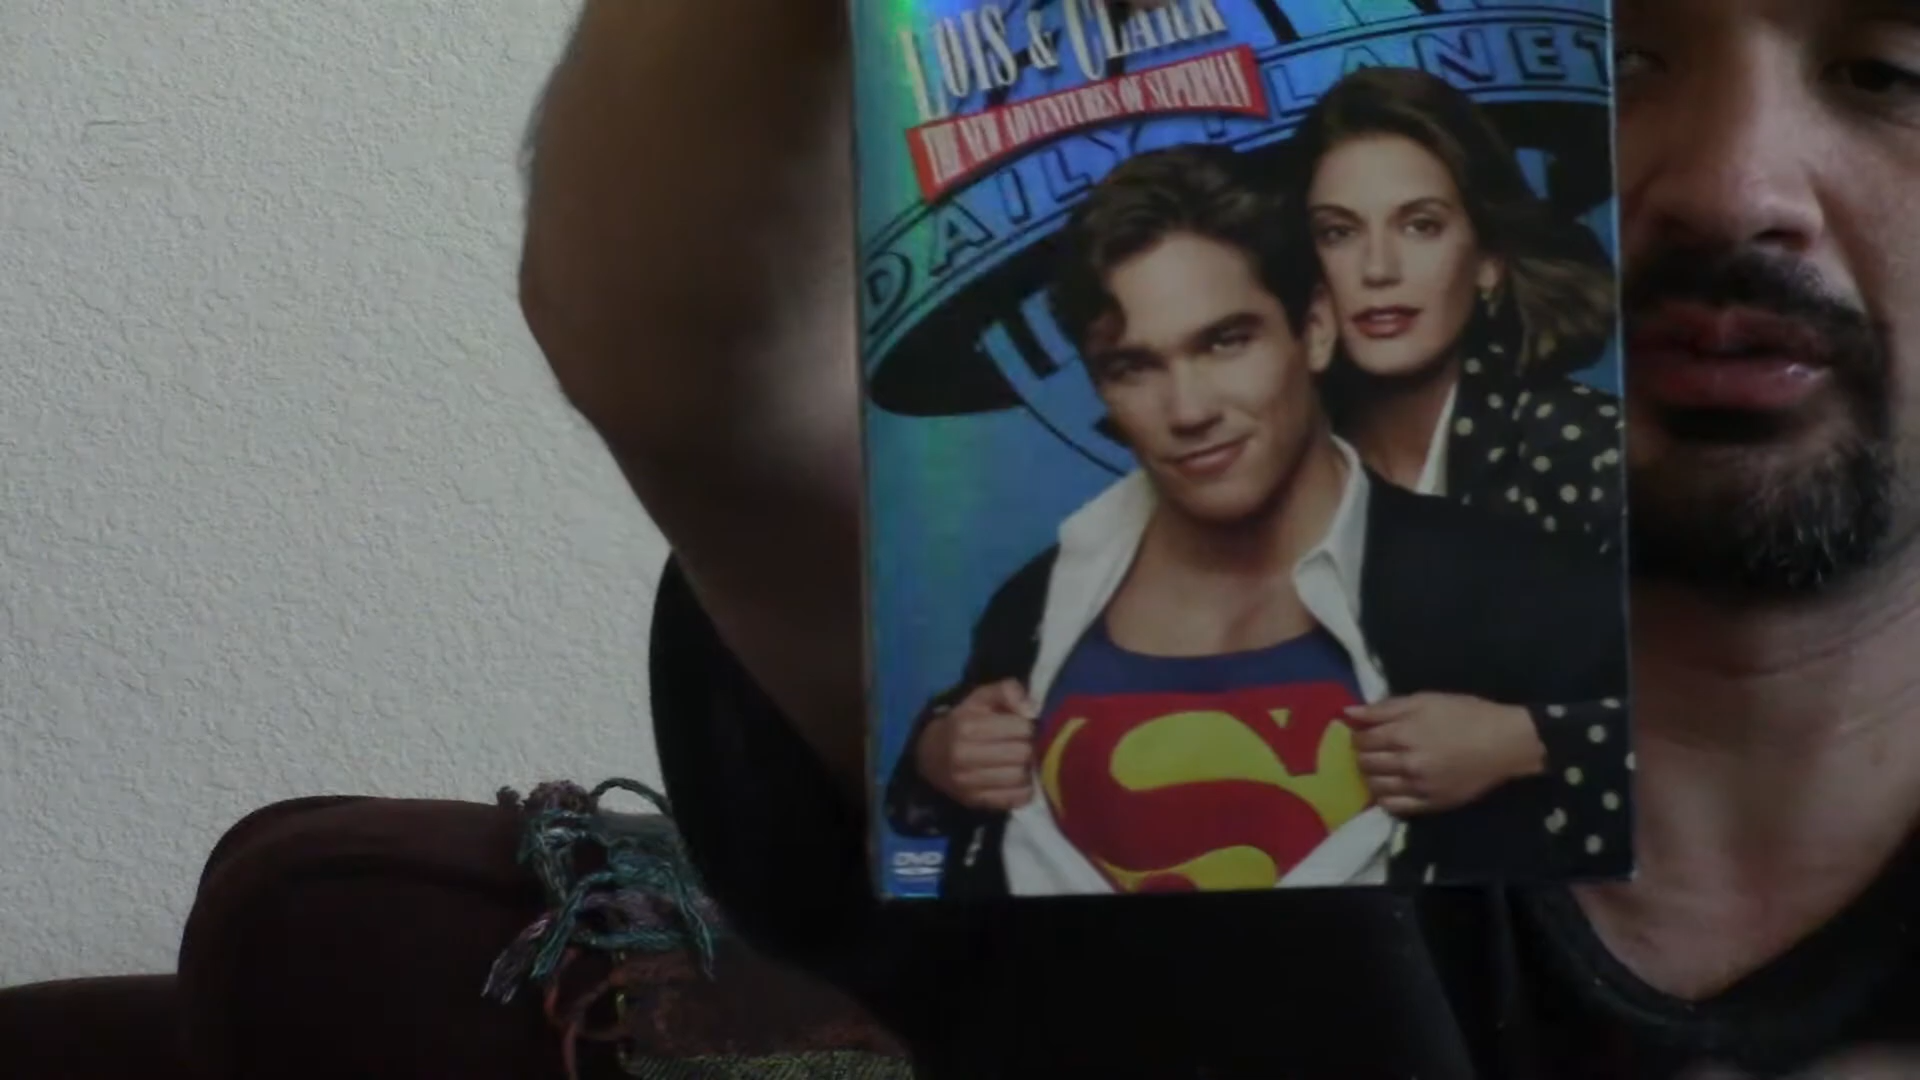 LOIS & CLARK
THE NEW ADVENTURES OF SUPERMAN
DAILY PLANET
S
DVD